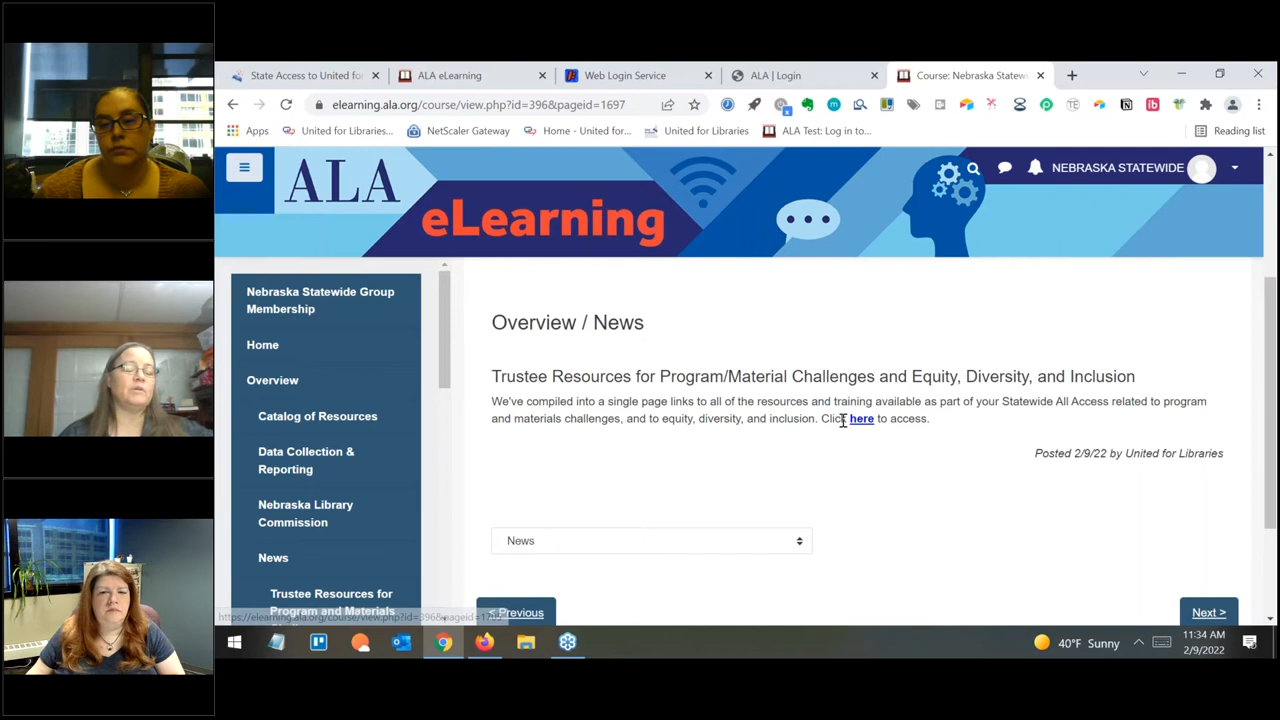 State Access to United for
ALA eLearning
Web Login Service
ALA | Login
Course: Nebraska Statewi
elearning.ala.org/course/view.php?id=396&pageid=1697
Apps
United for Libraries...
NetScaler Gateway
Home - United for...
United for Libraries
ALA Test: Log in to...
Reading list
ALA
eLearning
NEBRASKA STATEWIDE
Nebraska Statewide Group
Membership
Home
Overview
Catalog of Resources
Data Collection &
Reporting
Nebraska Library
Commission
News
Trustee Resources for
Program and Materials
Overview / News
Trustee Resources for Program/Material Challenges and Equity, Diversity, and Inclusion
We've compiled into a single page links to all of the resources and training available as part of your Statewide All Access related to program
and materials challenges, and to equity, diversity, and inclusion. Click here to access.
Posted 2/9/22 by United for Libraries
News
< Previous
Next >
40°F Sunny
11:34 AM
2/9/2022